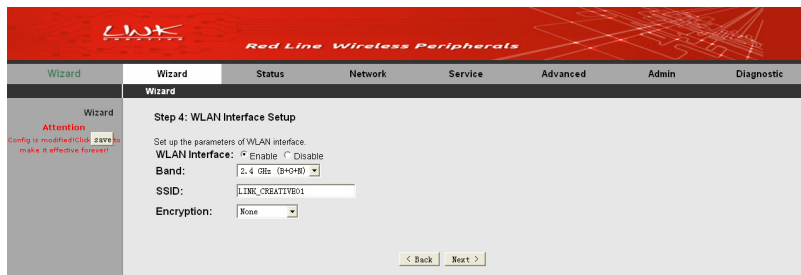 LINK
CREATIVE
Red Line Wireless Peripherals
Wizard Wizard Status Network Service Advanced Admin Diagnostic
Wizard
Wizard
Attention
Config is modified!Click save to
make it effective forever!
Step 4: WLAN Interface Setup
Set up the parameters of WLAN interface.
WLAN Interface: Enable Disable
Band: 2.4 GHz (B+G+N)
SSID: LINK_CREATIVE01
Encryption: None
< Back Next >